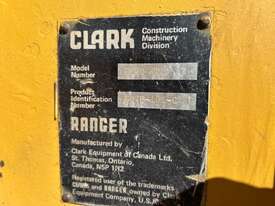 CLARK
Construction
Machinery
Division
Model
Number
Product
Identification
Number
RANGER
Manufactured by
Clark Equipment of Canada Ltd.
St. Thomas, Ontario,
Canada, N5P
Registered user of the trademarks
CLARK and RANGER, owned by Clark
Equipment Company, U.S.